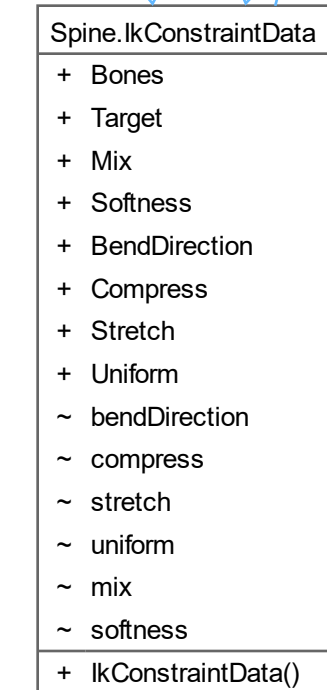 Spine.IkConstraintData
+ Bones
+ Target
+ Mix
+ Softness
+ BendDirection
+ Compress
+ Stretch
+ Uniform
~ bendDirection
~ compress
~ stretch
~ uniform
~ mix
~ softness
+ IkConstraintData()